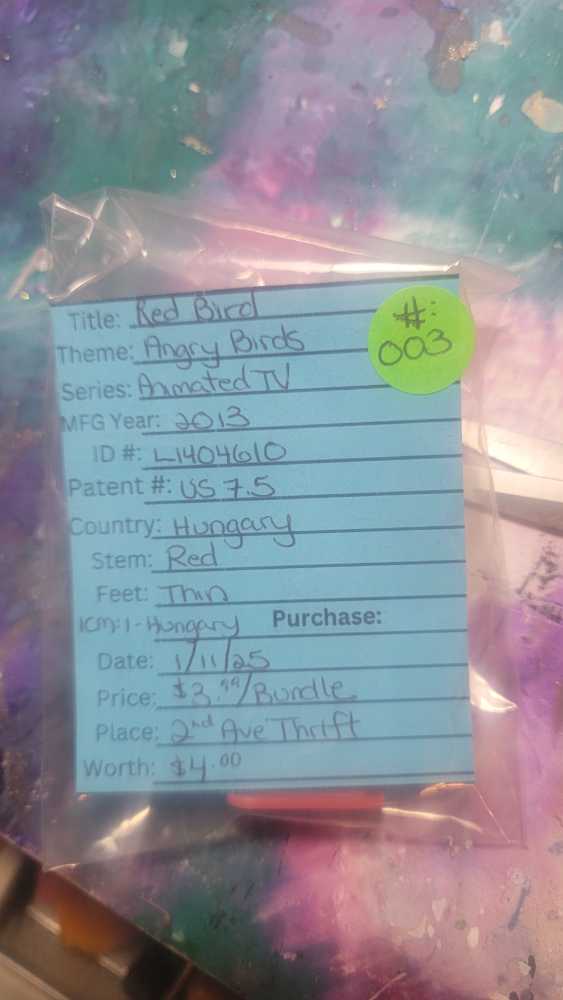 Title: Red Bird
#:
003
Theme: Angry Birds
Series: Animated TV
MFG Year: 2013
ID #: L1404610
Patent #: US 7.5
Country: Hungary
Stem: Red
Feet: Thin
ICM: 1 - Hungary Purchase:
Date: 1/11/25
Price: $3.99/Bundle
Place: 2nd Ave Thrift
Worth: $4.00